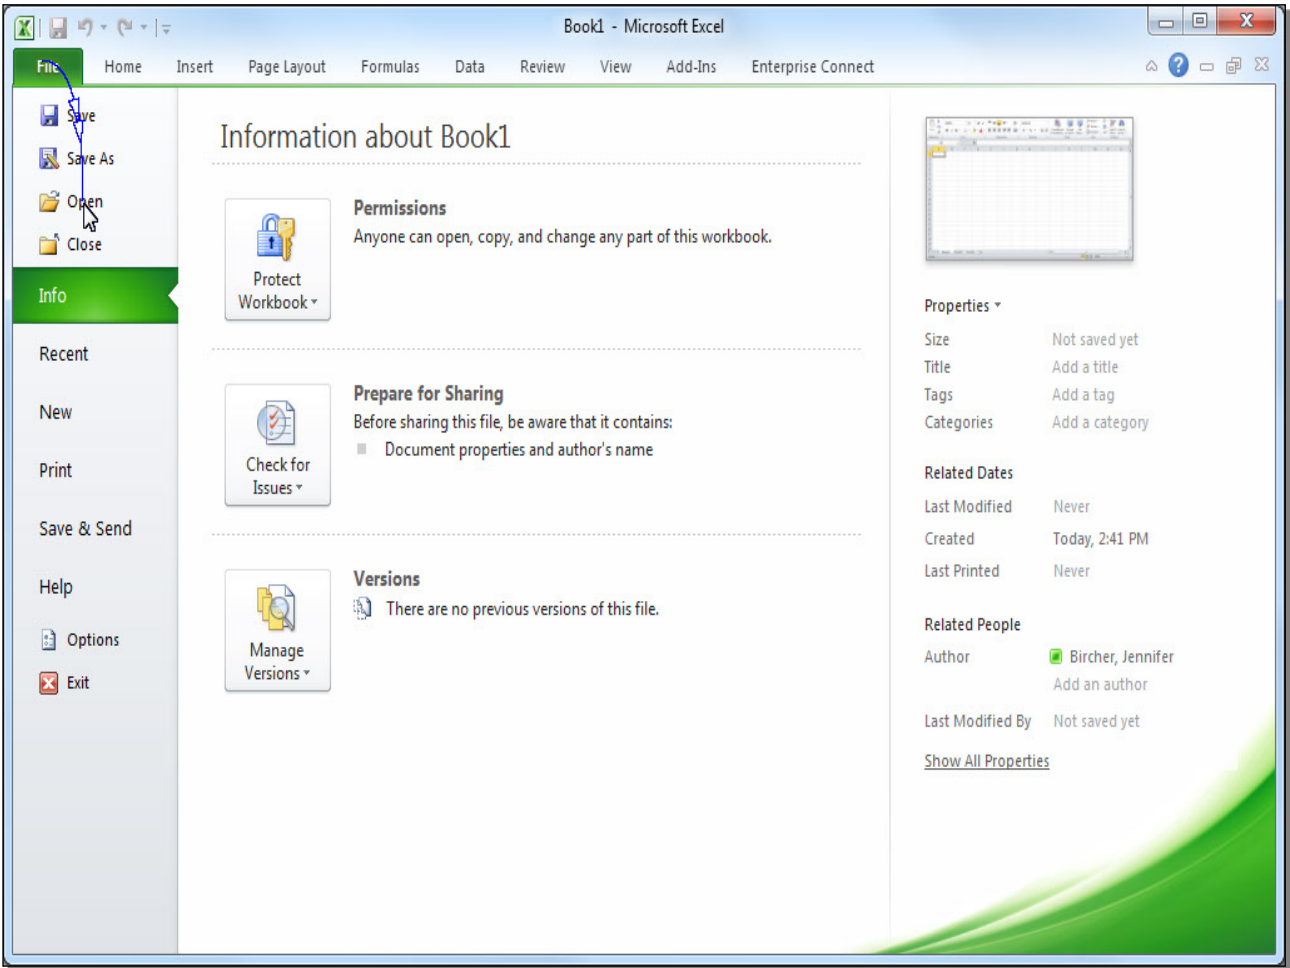 Book1 - Microsoft Excel
File Home Insert Page Layout Formulas Data Review View Add-Ins Enterprise Connect
Save
Save As
Open
Close
Info
Recent
New
Print
Save & Send
Help
Options
Exit
Information about Book1
Protect
Workbook
Permissions
Anyone can open, copy, and change any part of this workbook.
Check for
Issues
Prepare for Sharing
Before sharing this file, be aware that it contains:
Document properties and author's name
Manage
Versions
Versions
There are no previous versions of this file.
Properties
Size Not saved yet
Title Add a title
Tags Add a tag
Categories Add a category
Related Dates
Last Modified Never
Created Today, 2:41 PM
Last Printed Never
Related People
Author Bircher, Jennifer
Add an author
Last Modified By Not saved yet
Show All Properties